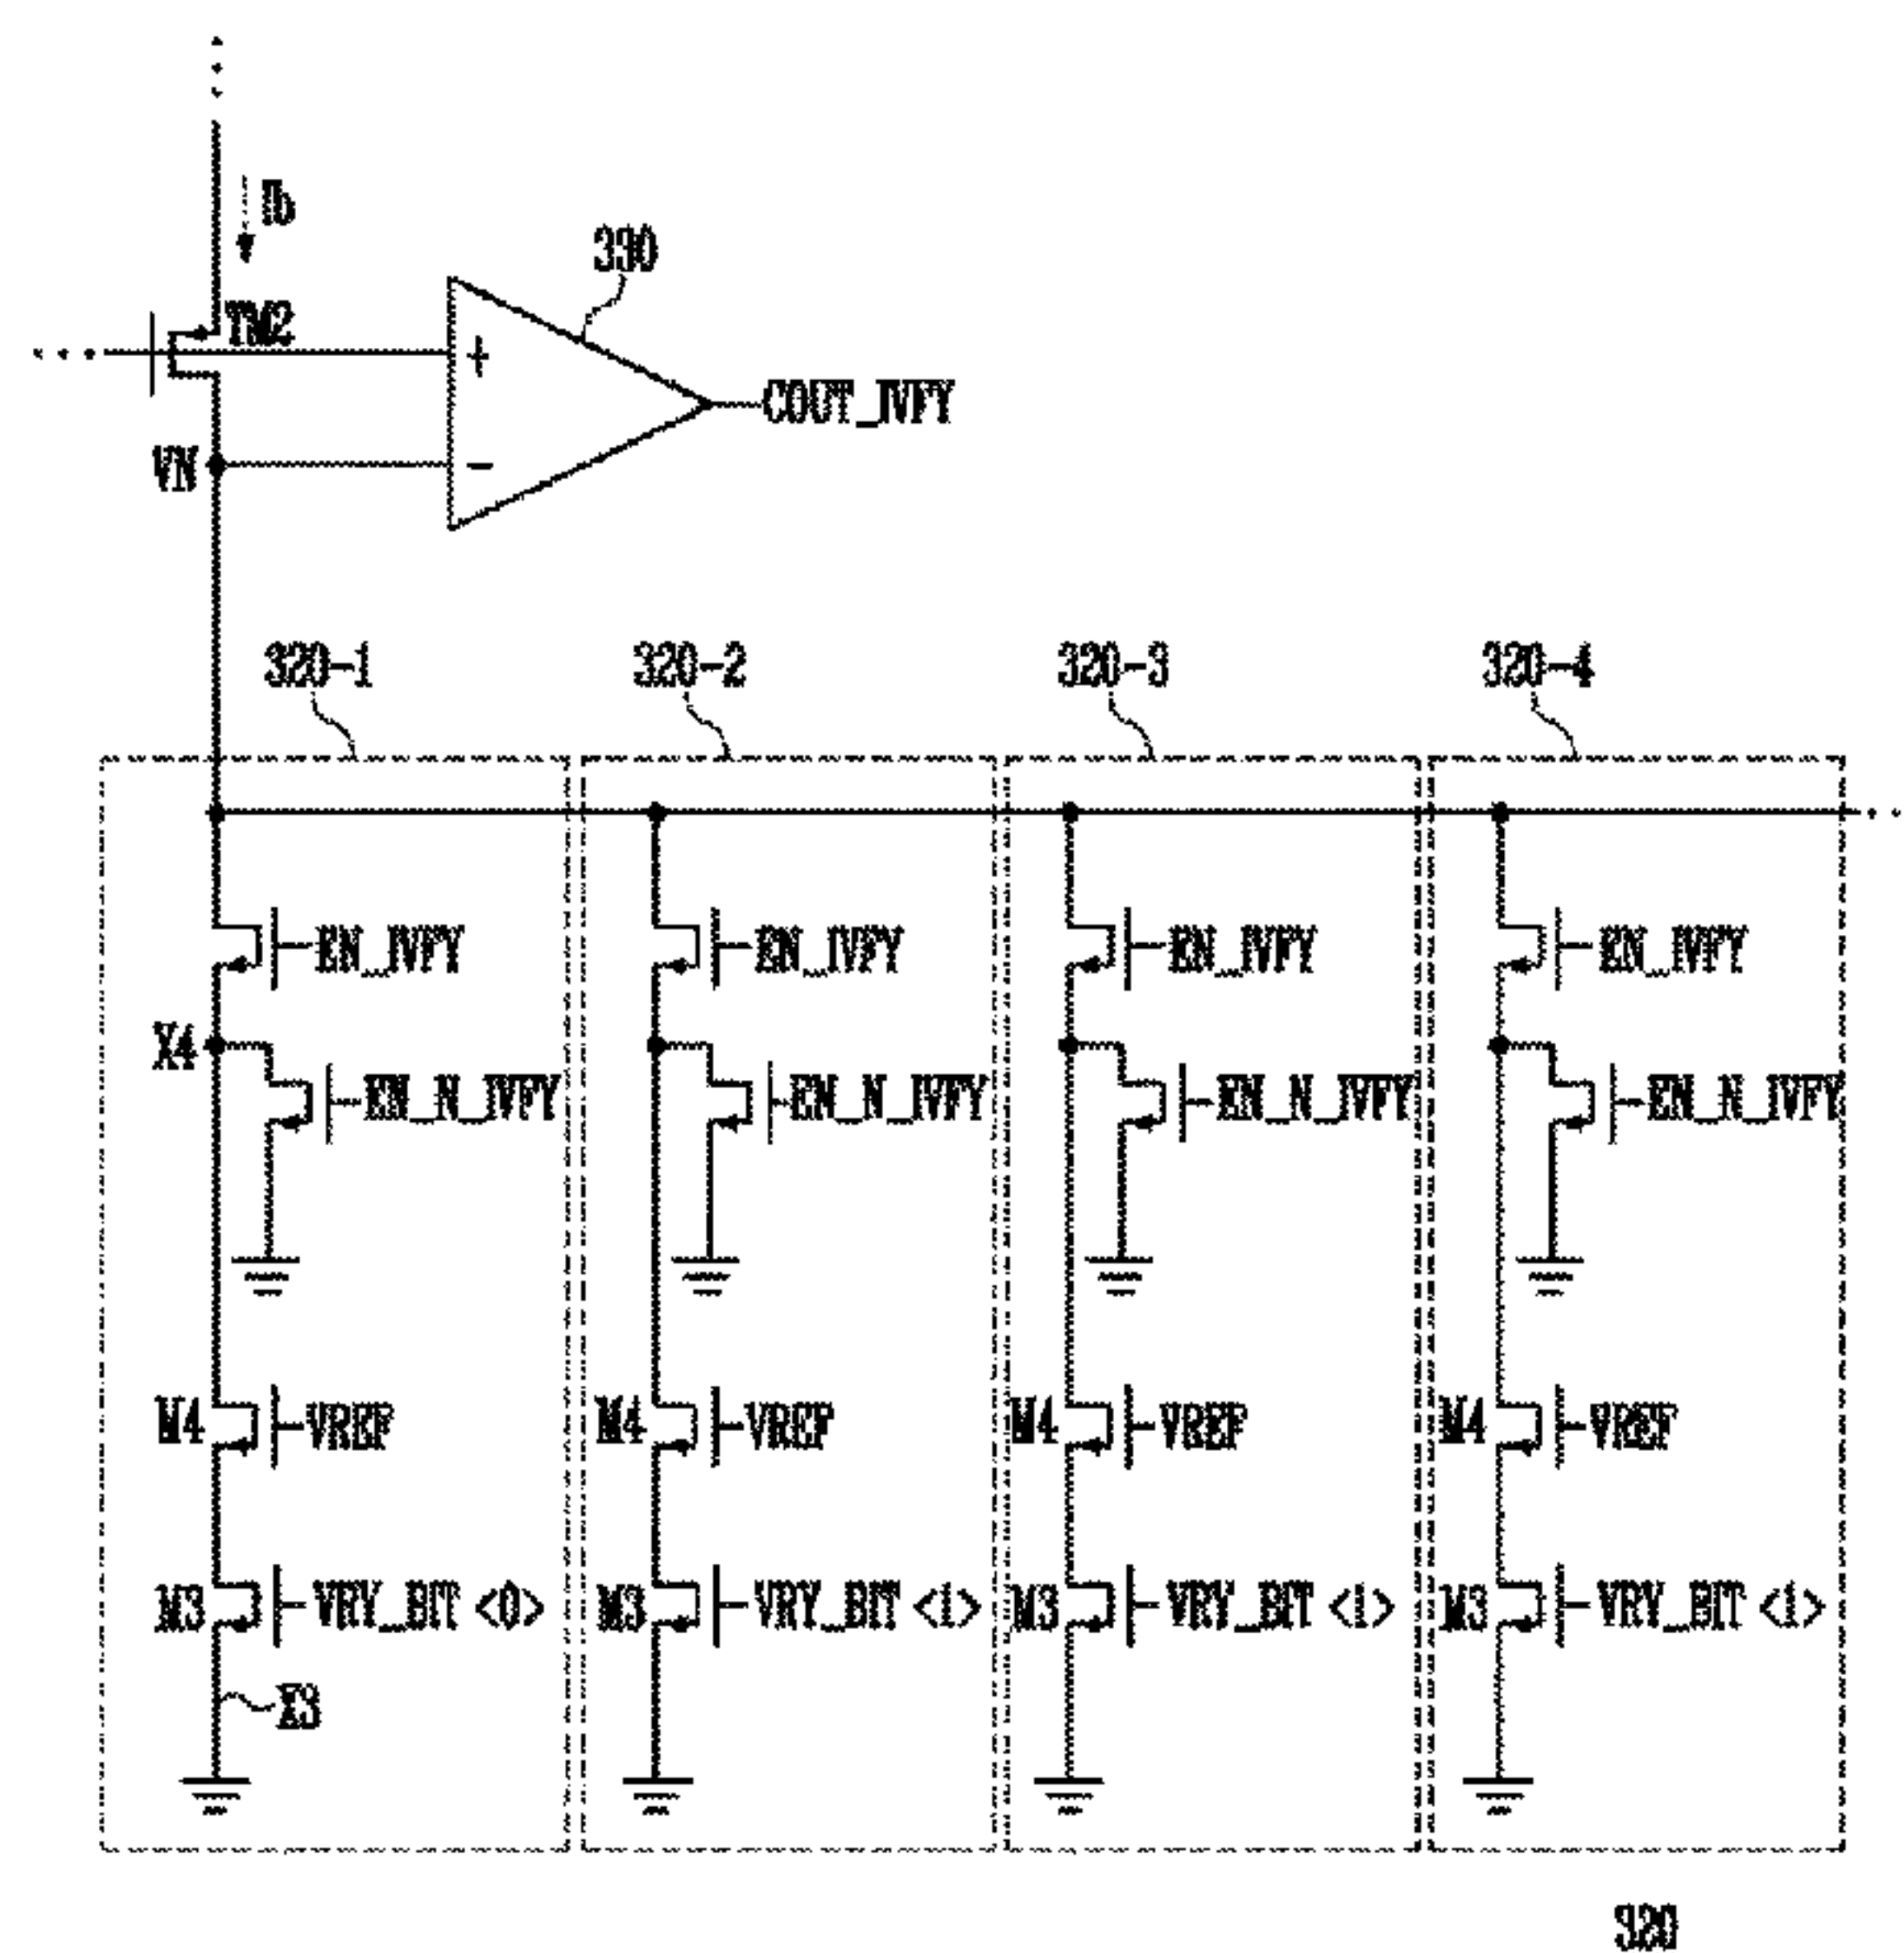 Ib
330
TM2
+
COUT_IVFY
VN
-
320-1 320-2 320-3 320-4
EN_IVFY EN_IVFY EN_IVFY EN_IVFY
X4
EN_N_IVFY EN_N_IVFY EN_N_IVFY EN_N_IVFY
M4 VREF M4 VREF M4 VREF M4 VREF
M3 VRY_BIT <0> M3 VRY_BIT <1> M3 VRY_BIT <1> M3 VRY_BIT <1>
X3
320